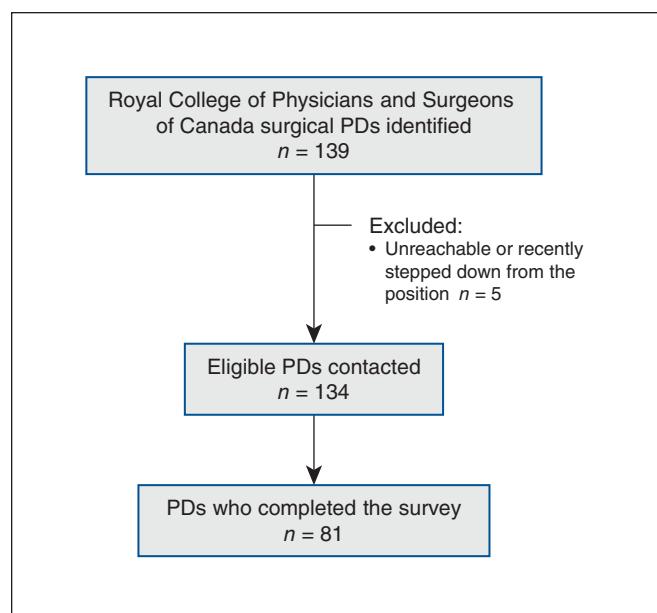 Royal College of Physicians and Surgeons
of Canada surgical PDs identified
n = 139
Excluded:
• Unreachable or recently
stepped down from the
position n = 5
Eligible PDs contacted
n = 134
PDs who completed the survey
n = 81